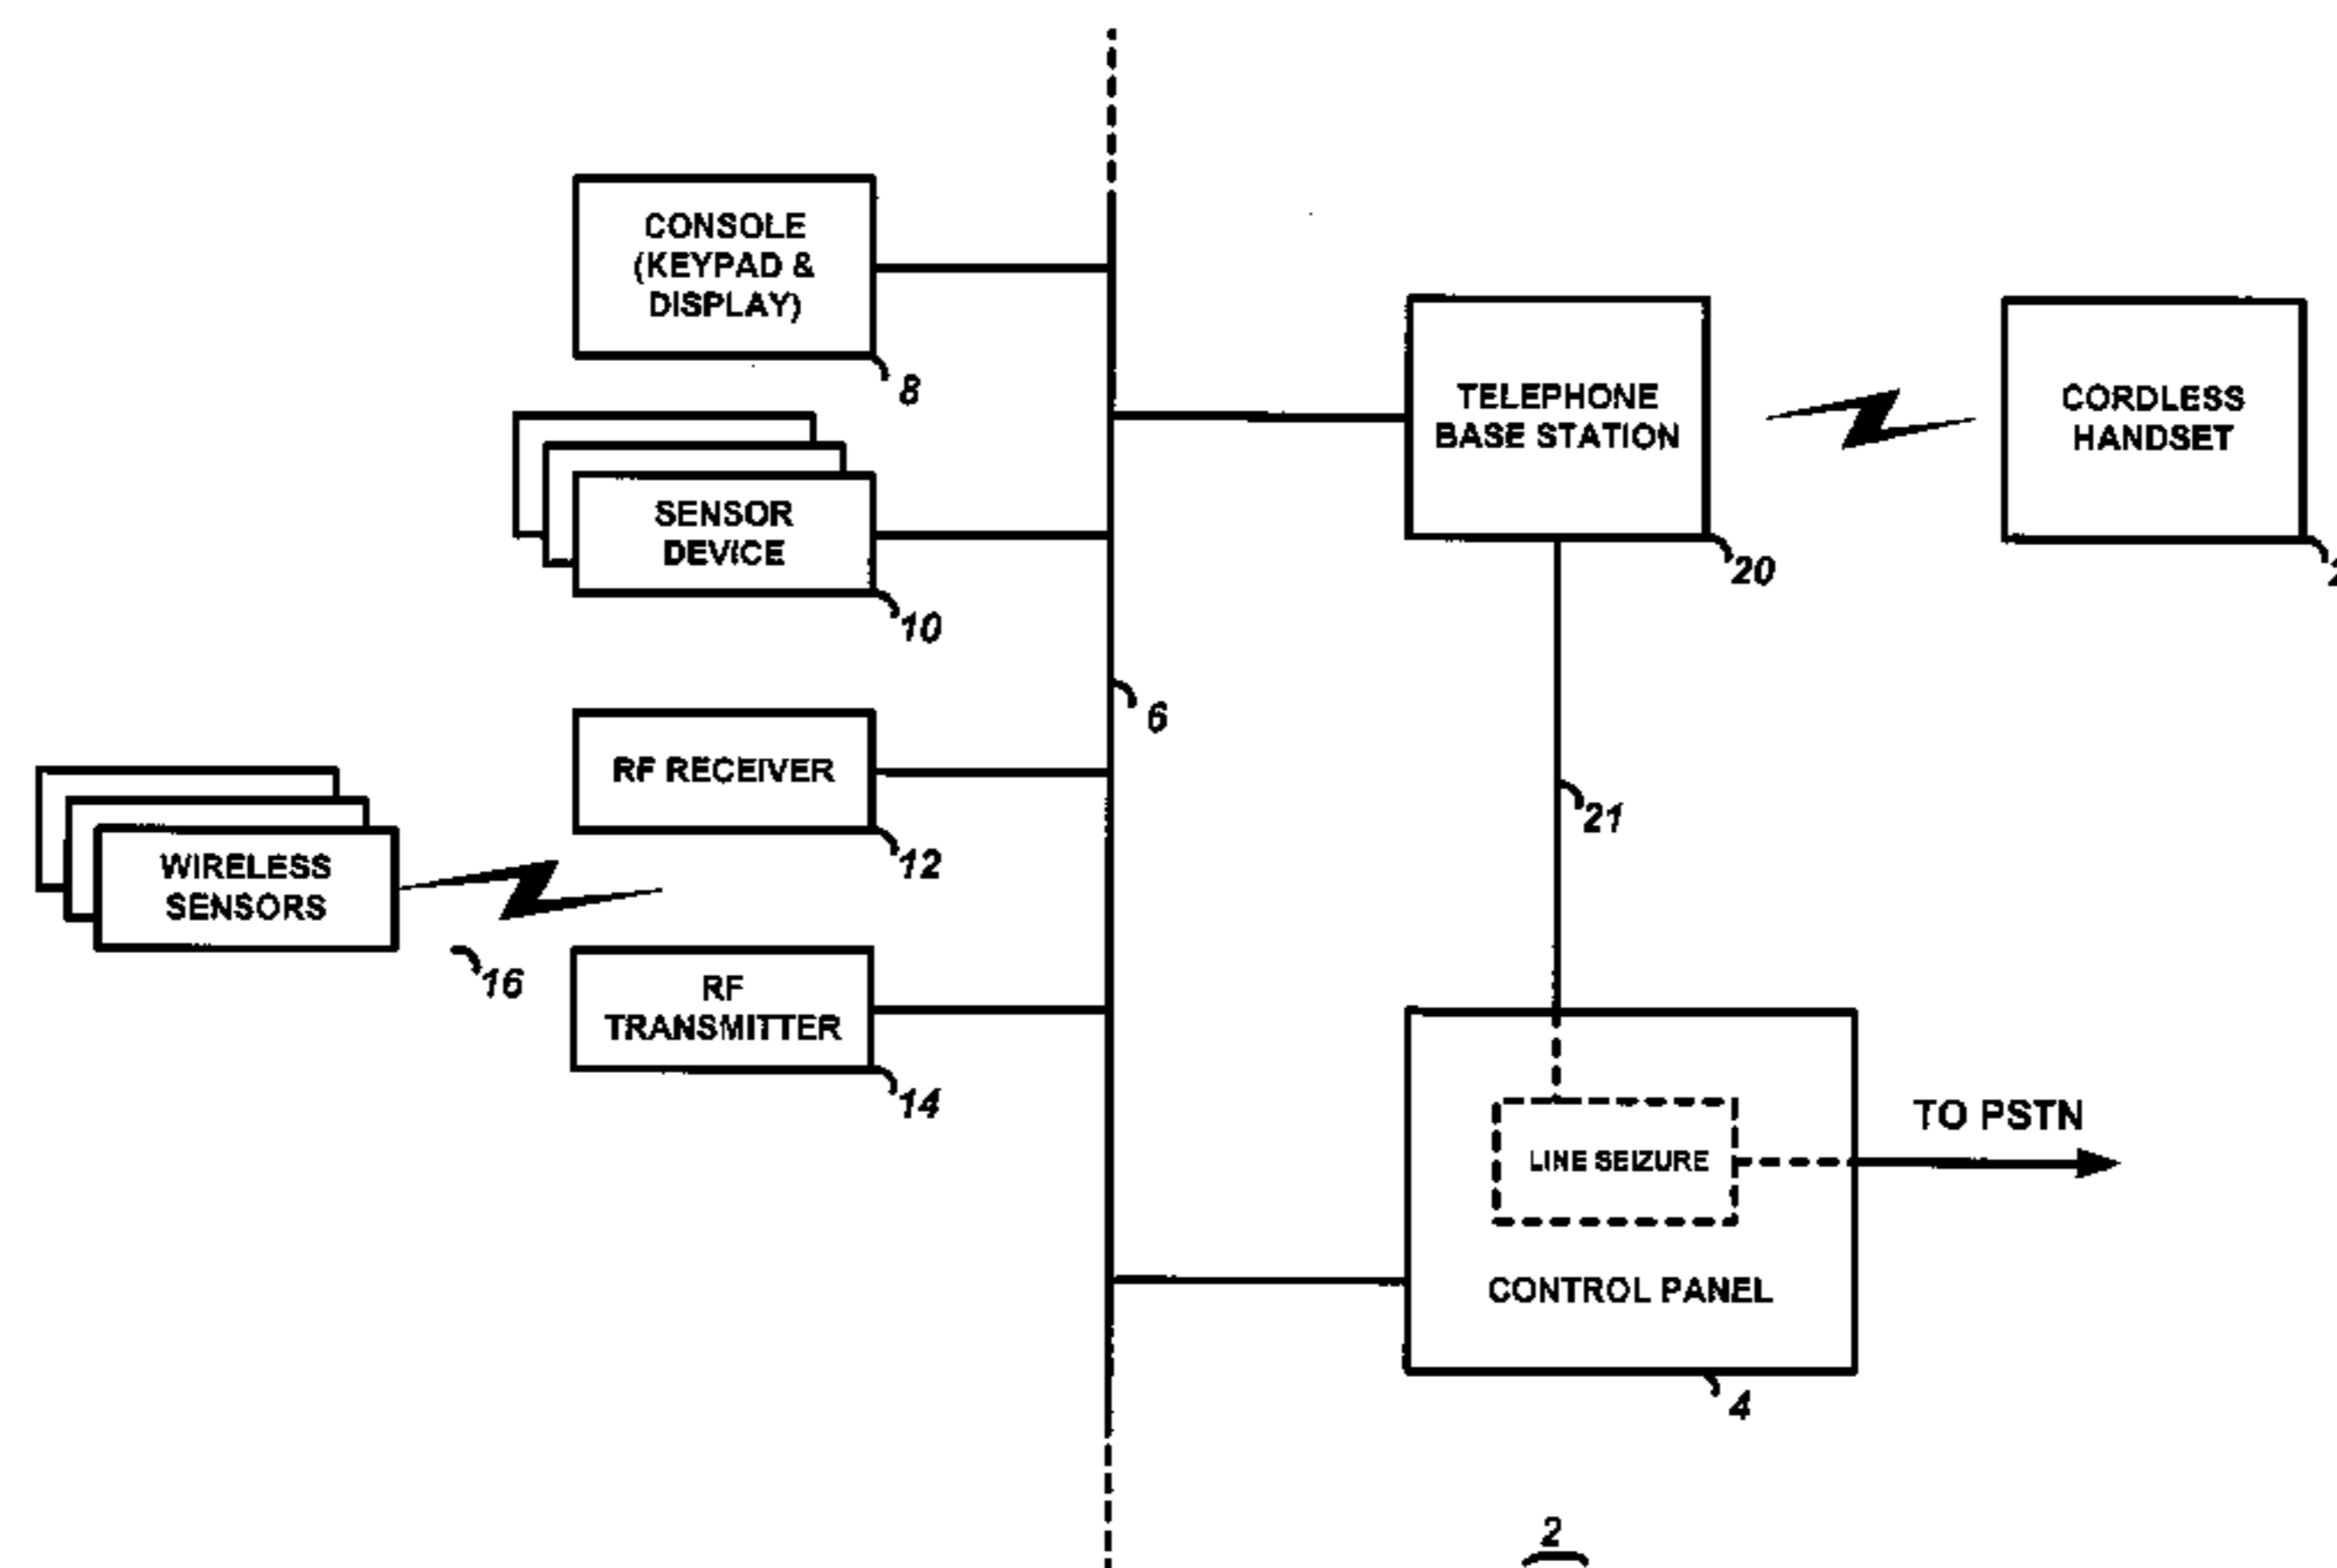 CONSOLE
(KEYPAD &
DISPLAY)
8
TELEPHONE
BASE STATION
20
CORDLESS
HANDSET
SENSOR
DEVICE
10
6
RF RECEIVER
12
21
WIRELESS
SENSORS
16
RF
TRANSMITTER
14
LINE SEIZURE
TO PSTN
CONTROL PANEL
4
2